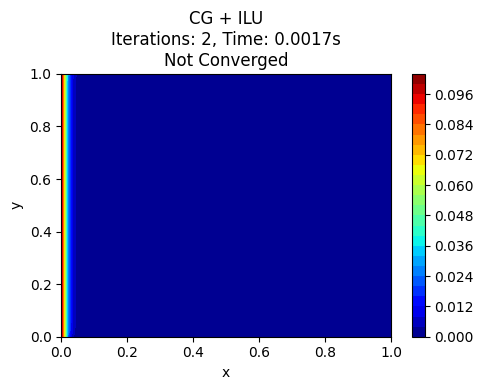 CG + ILU
Iterations: 2, Time: 0.0017s
Not Converged
1.0
0.8
0.6
0.4
0.2
0.0
y
0.0 0.2 0.4 0.6 0.8 1.0
x
0.096
0.084
0.072
0.060
0.048
0.036
0.024
0.012
0.000